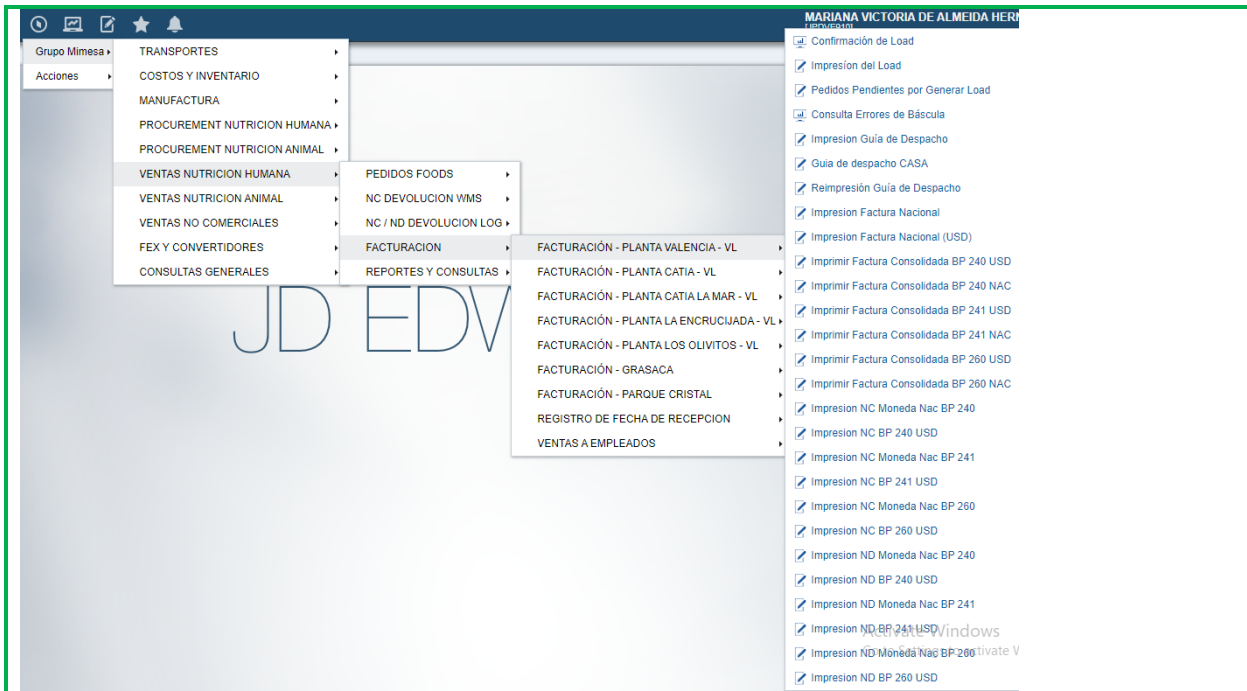 MARIANA VICTORIA DE ALMEIDA HER
Grupo Mimesa
Acciones
TRANSPORTES
COSTOS Y INVENTARIO
MANUFACTURA
PROCUREMENT NUTRICION HUMANA
PROCUREMENT NUTRICION ANIMAL
VENTAS NUTRICION HUMANA
VENTAS NUTRICION ANIMAL
VENTAS NO COMERCIALES
FEX Y CONVERTIDORES
CONSULTAS GENERALES
PEDIDOS FOODS
NC DEVOLUCION WMS
NC / ND DEVOLUCION LOG
FACTURACION
REPORTES Y CONSULTAS
FACTURACIÓN - PLANTA VALENCIA - VL
FACTURACIÓN - PLANTA CATIA - VL
FACTURACIÓN - PLANTA CATIA LA MAR - VL
FACTURACIÓN - PLANTA LA ENCRUCIJADA - VL
FACTURACIÓN - PLANTA LOS OLIVITOS - VL
FACTURACIÓN - GRASACA
FACTURACIÓN - PARQUE CRISTAL
REGISTRO DE FECHA DE RECEPCION
VENTAS A EMPLEADOS
Confirmación de Load
Impresíon del Load
Pedidos Pendientes por Generar Load
Consulta Errores de Báscula
Impresion Guía de Despacho
Guia de despacho CASA
Reimpresión Guía de Despacho
Impresion Factura Nacional
Impresion Factura Nacional (USD)
Imprimir Factura Consolidada BP 240 USD
Imprimir Factura Consolidada BP 240 NAC
Imprimir Factura Consolidada BP 241 USD
Imprimir Factura Consolidada BP 241 NAC
Imprimir Factura Consolidada BP 260 USD
Imprimir Factura Consolidada BP 260 NAC
Impresion NC Moneda Nac BP 240
Impresion NC BP 240 USD
Impresion NC Moneda Nac BP 241
Impresion NC BP 241 USD
Impresion NC Moneda Nac BP 260
Impresion NC BP 260 USD
Impresion ND Moneda Nac BP 240
Impresion ND BP 240 USD
Impresion ND Moneda Nac BP 241
Impresion ND BP 241 USD
Impresion ND Moneda Nac BP 260
Impresion ND BP 260 USD
JD ED
Activate Windows
Go to Settings to activate